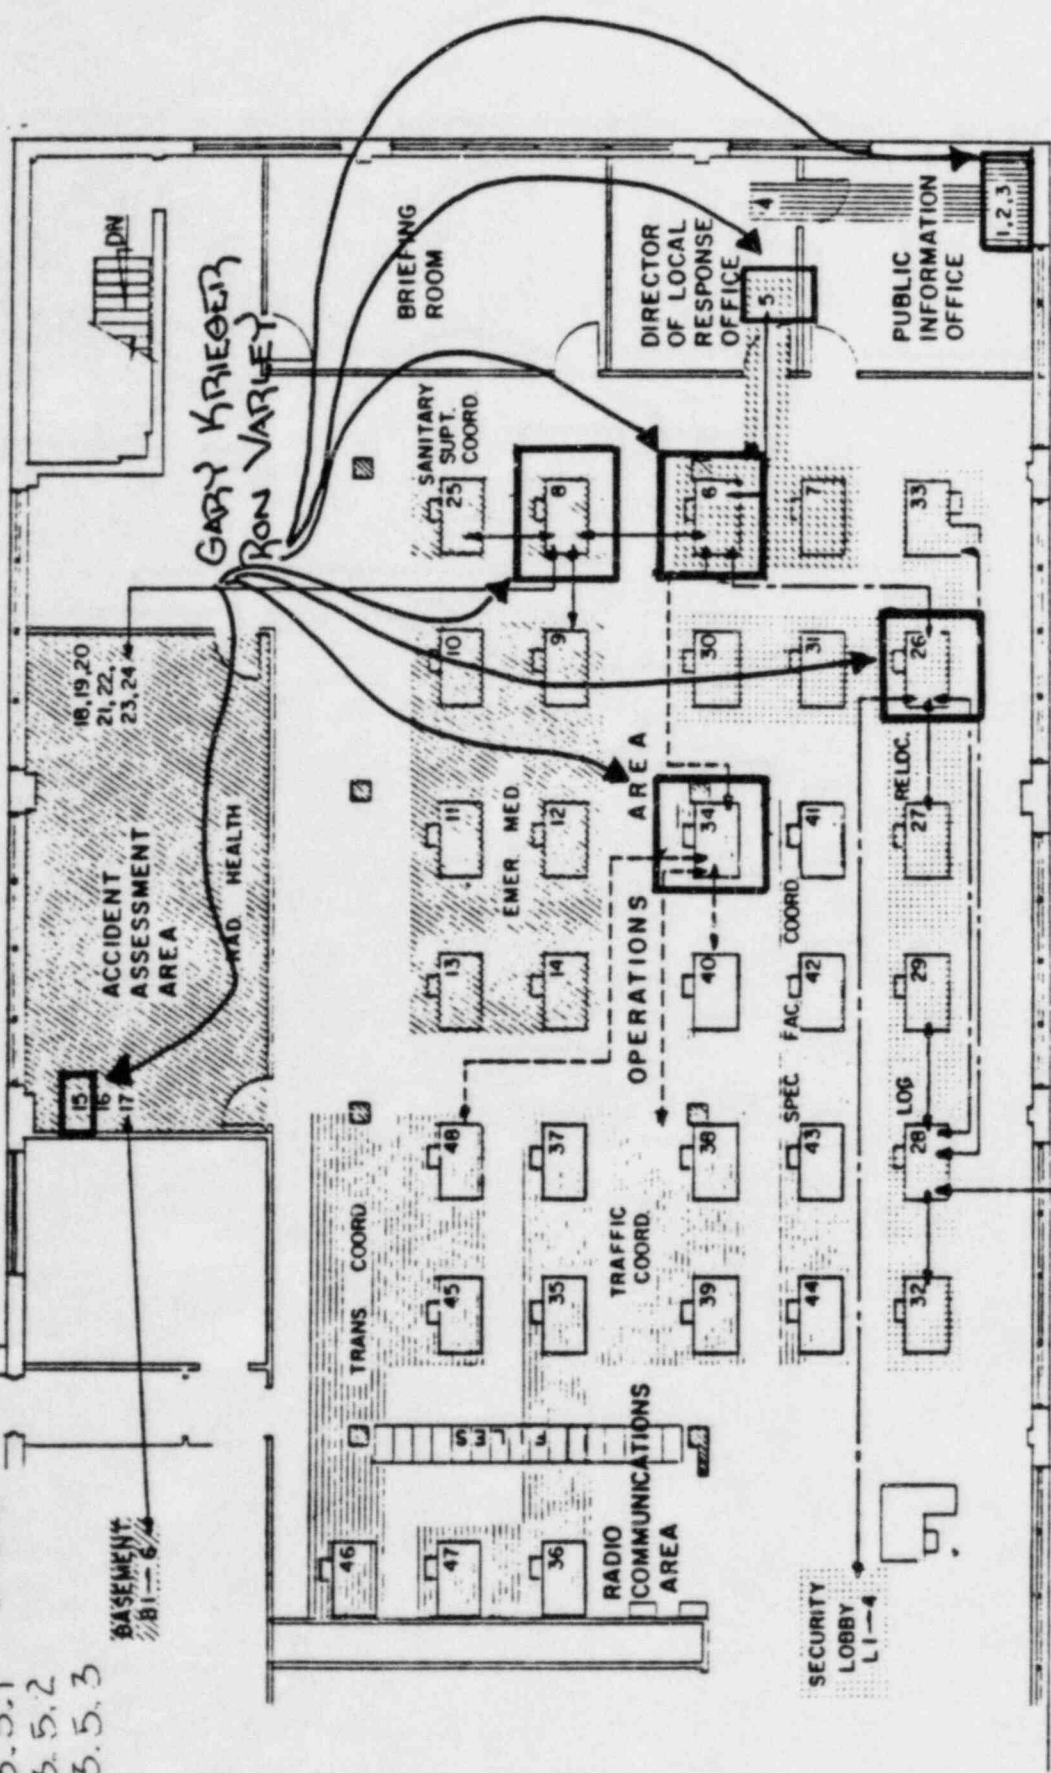 DN
GARY KRIEGER
RON VARLEY
BRIEFING
ROOM
DIRECTOR
OF LOCAL
RESPONSE
OFFICE
4
5
PUBLIC
INFORMATION
OFFICE
1,2,3
SANITARY
SUPT.
COORD.
25
8
6
7
33
18,19,20
21, 22,
23, 24
ACCIDENT
ASSESSMENT
AREA
RAD HEALTH
15
16
17
10
9
30
31
26
11
12
EMER. MED.
34
41
27
RELOC.
OPERATIONS AREA
13
14
40
42
29
SPEC. FAC. COORD.
LOG
48
37
38
43
28
TRANS COORD.
TRAFFIC
COORD.
45
35
39
44
32
46
47
36
RADIO
COMMUNICATIONS
AREA
BASEMENT
B1-6
SECURITY
LOBBY
L1-4
5.1
5.2
3.5.3